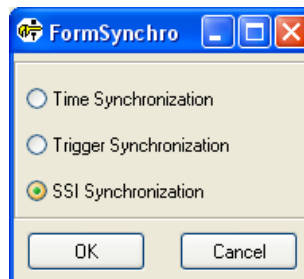 FormSynchro
Time Synchronization
Trigger Synchronization
SSI Synchronization
OK
Cancel